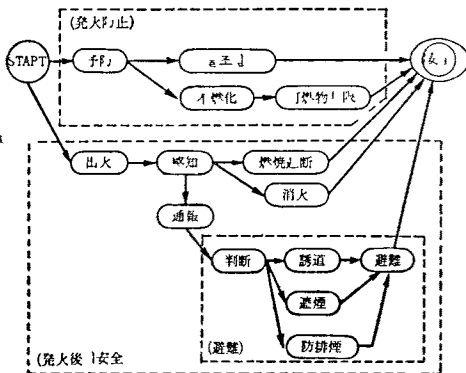 (発火防止)
START
出火
感知
燃焼遮断
消火
通報
判断
誘導
避難
遮煙
防排煙
(発火後 安全
(避難)